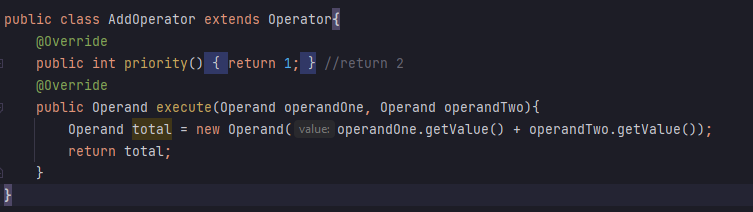 public class AddOperator extends Operator{
@Override
public int priority() { return 1; } //return 2
@Override
public Operand execute(Operand operandOne, Operand operandTwo){
Operand total = new Operand( value: operandOne.getValue() + operandTwo.getValue());
return total;
}
}